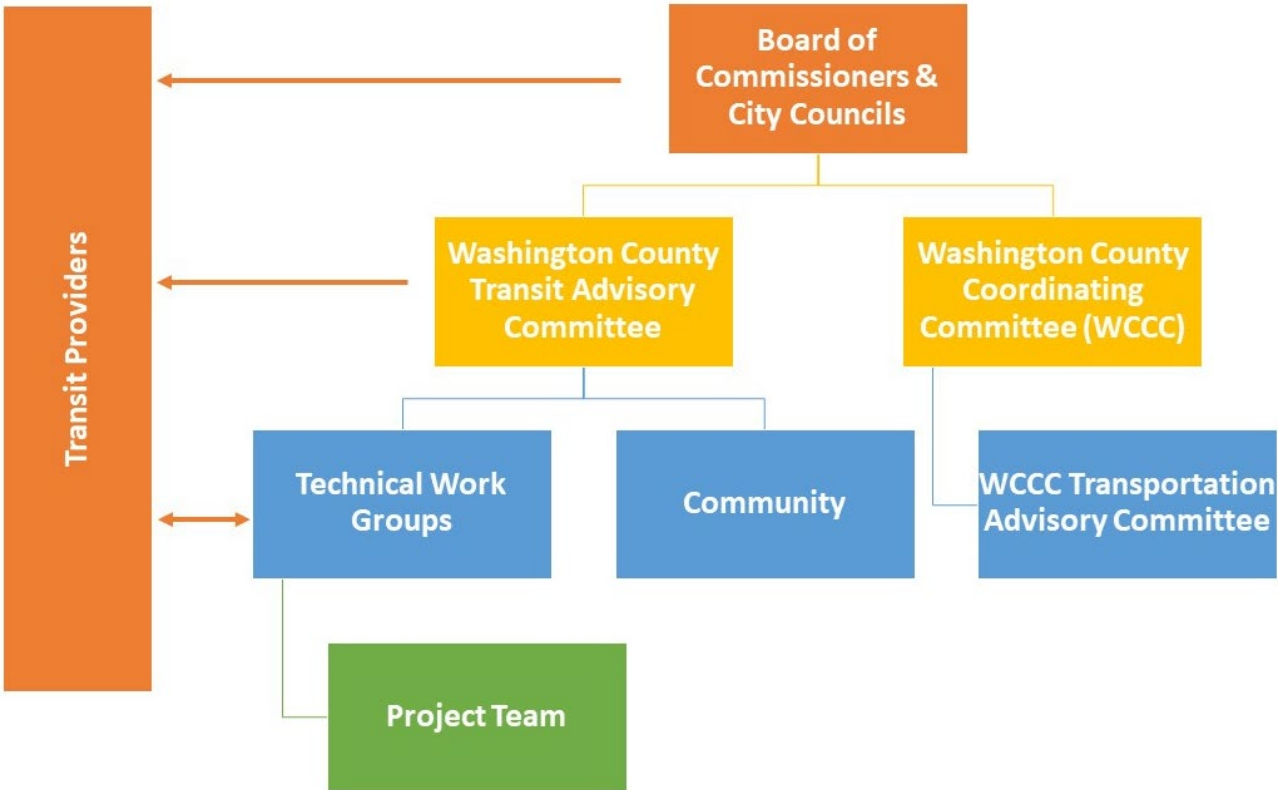 Transit Providers
Board of
Commissioners &
City Councils
Washington County
Transit Advisory
Committee
Washington County
Coordinating
Committee (WCCC)
Technical Work
Groups
Community
WCCC Transportation
Advisory Committee
Project Team